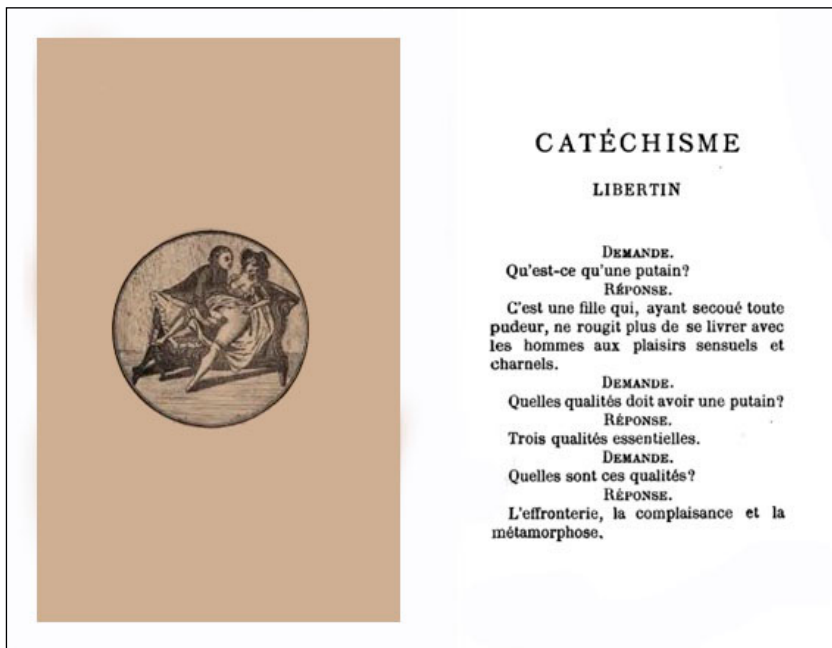 CATÉCHISME
LIBERTIN
DEMANDE.
Qu'est-ce qu'une putain?
RÉPONSE.
C'est une fille qui, ayant secoué toute
pudeur, ne rougit plus de se livrer avec
les hommes aux plaisirs sensuels et
charnels.
DEMANDE.
Quelles qualités doit avoir une putain?
RÉPONSE.
Trois qualités essentielles.
DEMANDE.
Quelles sont ces qualités?
RÉPONSE.
L'effronterie, la complaisance et la
métamorphose.